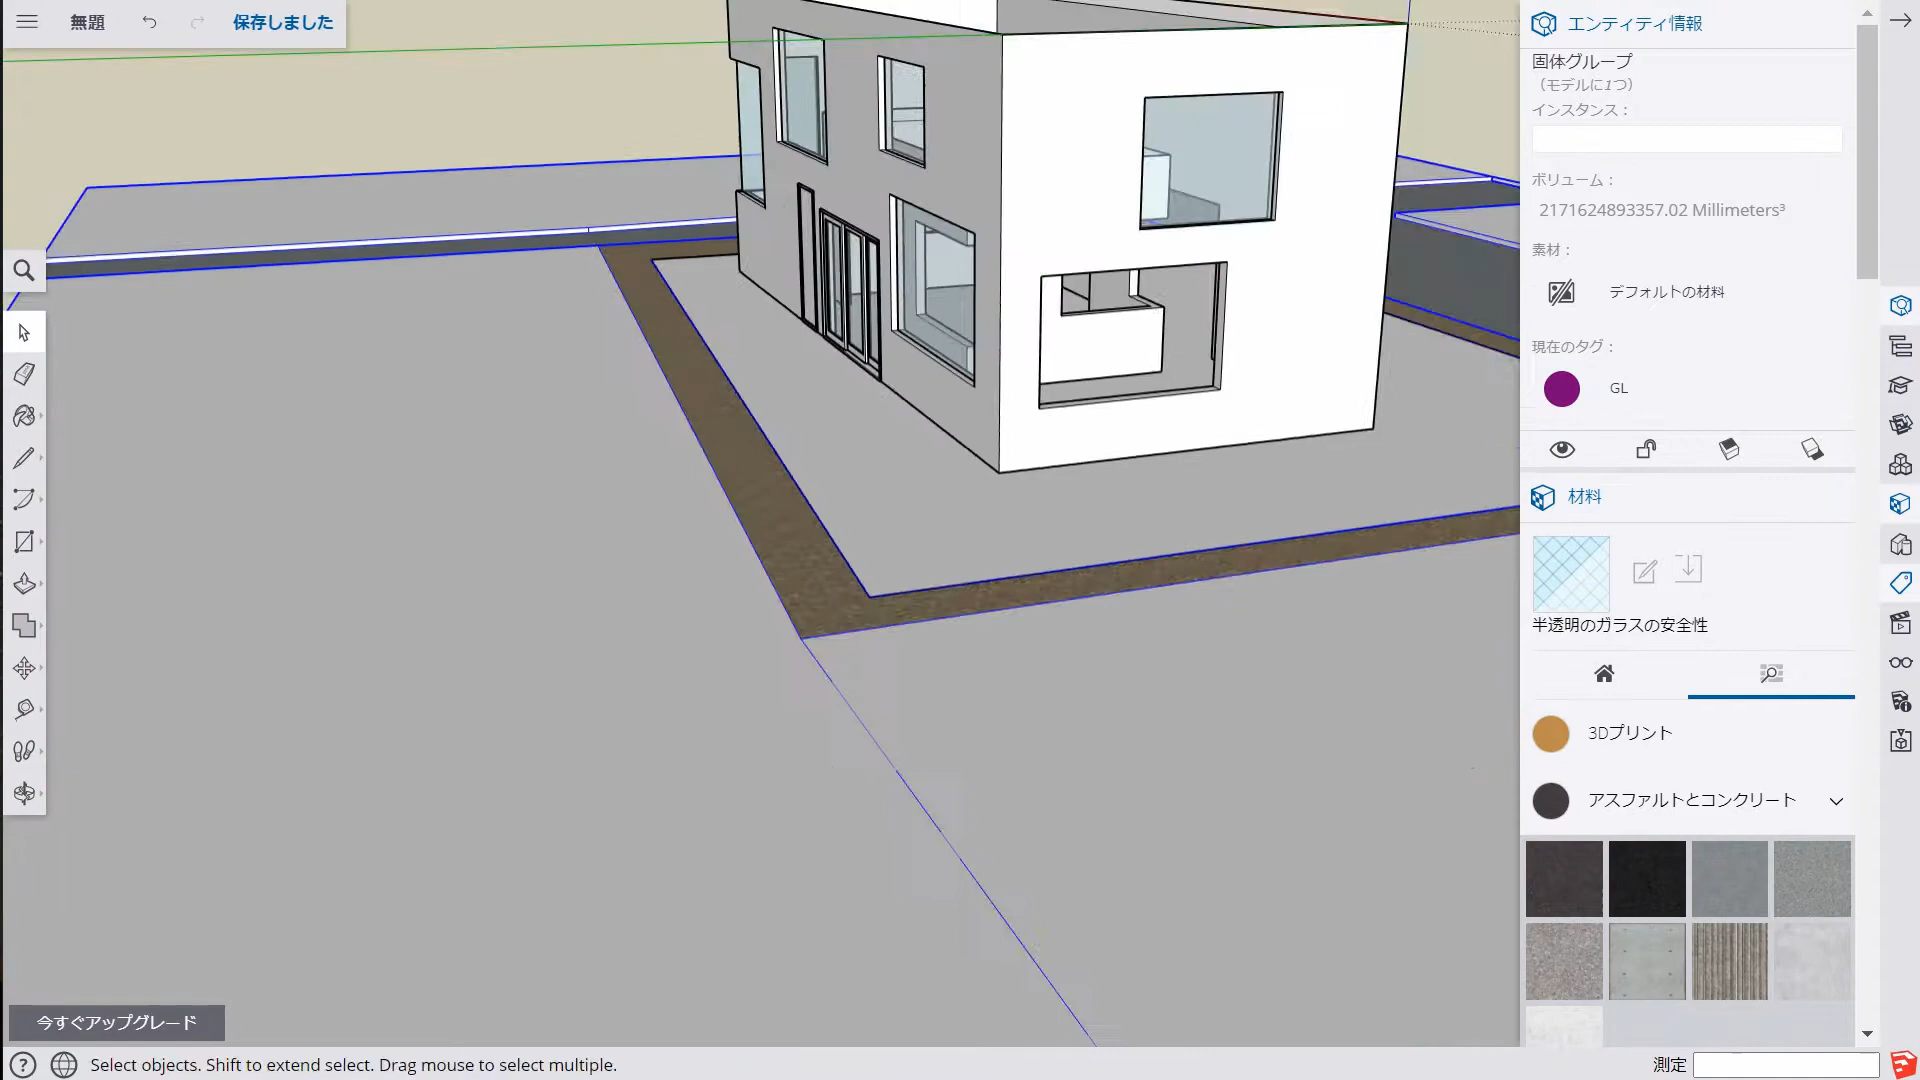 無題
保存しました
エンティティ情報
固体グループ
(モデルに1つ)
インスタンス :
ボリューム :
2171624893357.02 Millimeters³
素材 :
デフォルトの材料
現在のタグ :
GL
材料
半透明のガラスの安全性
3Dプリント
アスファルトとコンクリート
今すぐアップグレード
? Select objects. Shift to extend select. Drag mouse to select multiple.
測定